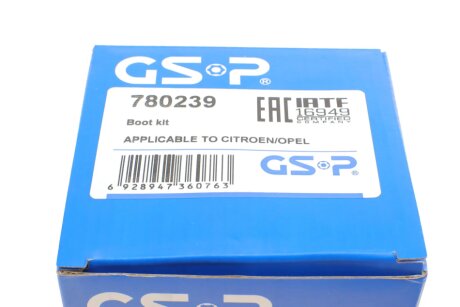 GSP®
780239
Boot kit
EAC IATF
16949
CERTIFIED
COMPANY
APPLICABLE TO CITROEN/OPEL
6 928947 360763
GSP®
GSP